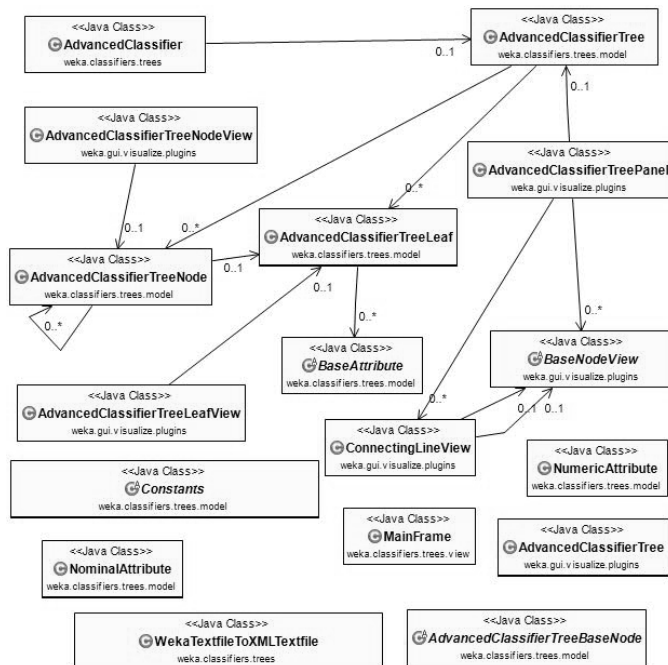 <<Java Class>>
AdvancedClassifier
weka.classifiers.trees
0..1
<<Java Class>>
AdvancedClassifierTree
weka.classifiers.trees.model
0..1
<<Java Class>>
AdvancedClassifierTreeNodeView
weka.gui.visualize.plugins
<<Java Class>>
AdvancedClassifierTreePanel
weka.gui.visualize.plugins
0..1
0..*
0..*
<<Java Class>>
AdvancedClassifierTreeLeaf
weka.classifiers.trees.model
<<Java Class>>
AdvancedClassifierTreeNode
weka.classifiers.trees.model
0..1
0..1
0..*
0..*
0..*
<<Java Class>>
BaseAttribute
weka.classifiers.trees.model
<<Java Class>>
BaseNodeView
weka.gui.visualize.plugins
<<Java Class>>
AdvancedClassifierTreeLeafView
weka.gui.visualize.plugins
0..*
0..1
0..1
<<Java Class>>
ConnectingLineView
weka.gui.visualize.plugins
<<Java Class>>
NumericAttribute
weka.classifiers.trees.model
<<Java Class>>
Constants
weka.classifiers.trees.model
<<Java Class>>
MainFrame
weka.classifiers.trees.view
<<Java Class>>
AdvancedClassifierTree
weka.gui.visualize.plugins
<<Java Class>>
NominalAttribute
weka.classifiers.trees.model
<<Java Class>>
WekaTextfileToXMLTextfile
weka.classifiers.trees
<<Java Class>>
AdvancedClassifierTreeBaseNode
weka.classifiers.trees.model